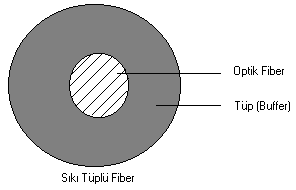 Optik Fiber
Tüp (Buffer)
Sıkı Tüplü Fiber